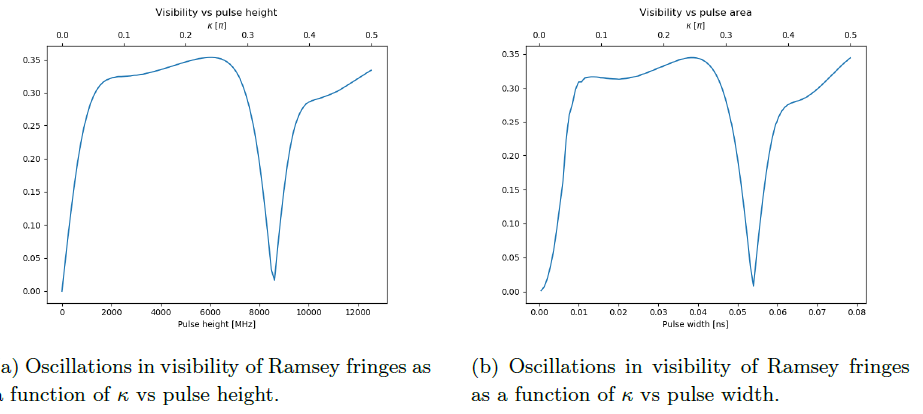 Visibility vs pulse height
κ [π]
0.0 0.1 0.2 0.3 0.4 0.5
0.35
0.30
0.25
0.20
0.15
0.10
0.05
0.00
0 2000 4000 6000 8000 10000 12000
Pulse height [MHz]
a) Oscillations in visibility of Ramsey fringes as
a function of κ vs pulse height.
Visibility vs pulse area
κ [π]
0.0 0.1 0.2 0.3 0.4 0.5
0.35
0.30
0.25
0.20
0.15
0.10
0.05
0.00
0.00 0.01 0.02 0.03 0.04 0.05 0.06 0.07 0.08
Pulse width [ns]
(b) Oscillations in visibility of Ramsey fringes
as a function of κ vs pulse width.